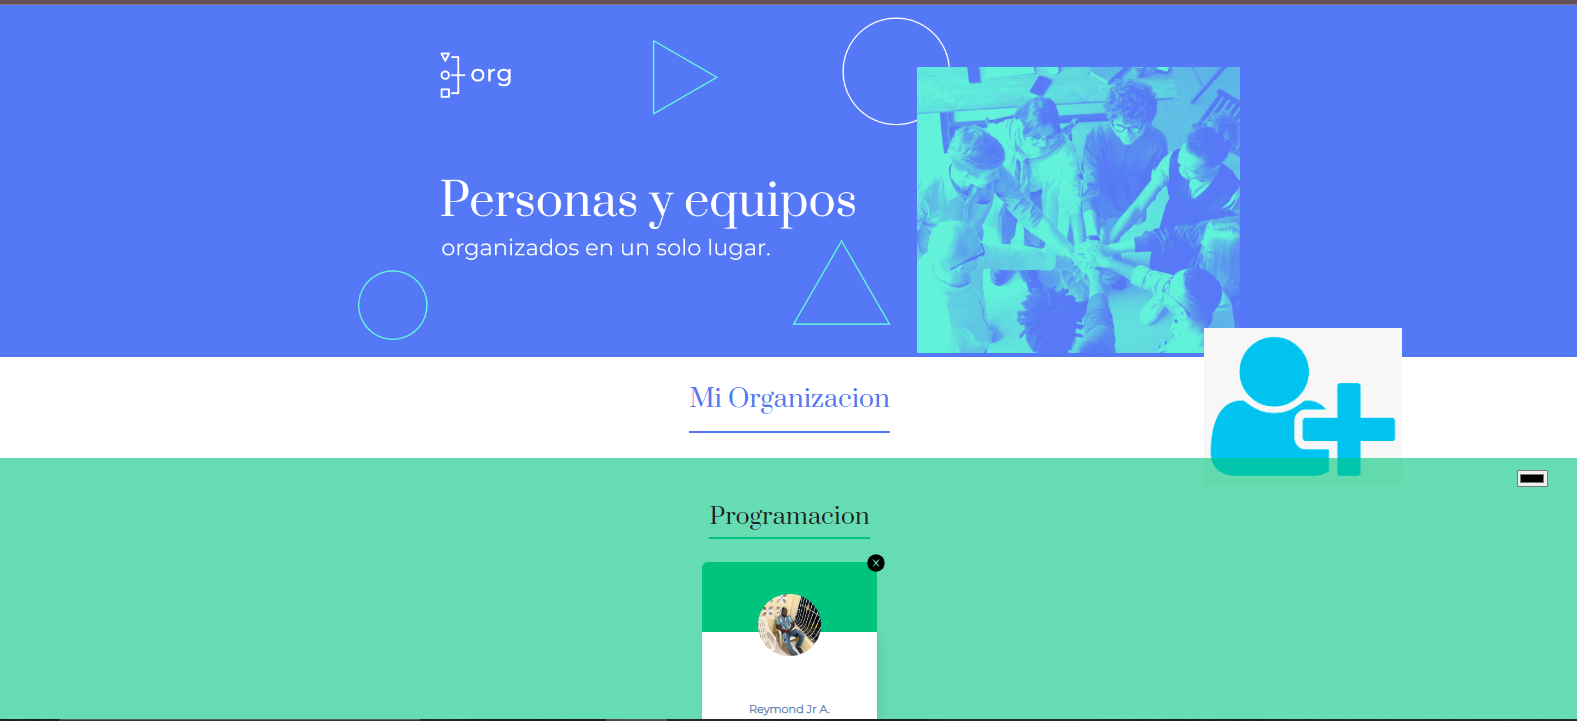 org
Personas y equipos
organizados en un solo lugar.
Mi Organizacion
Programacion
X
Reymond Jr A.